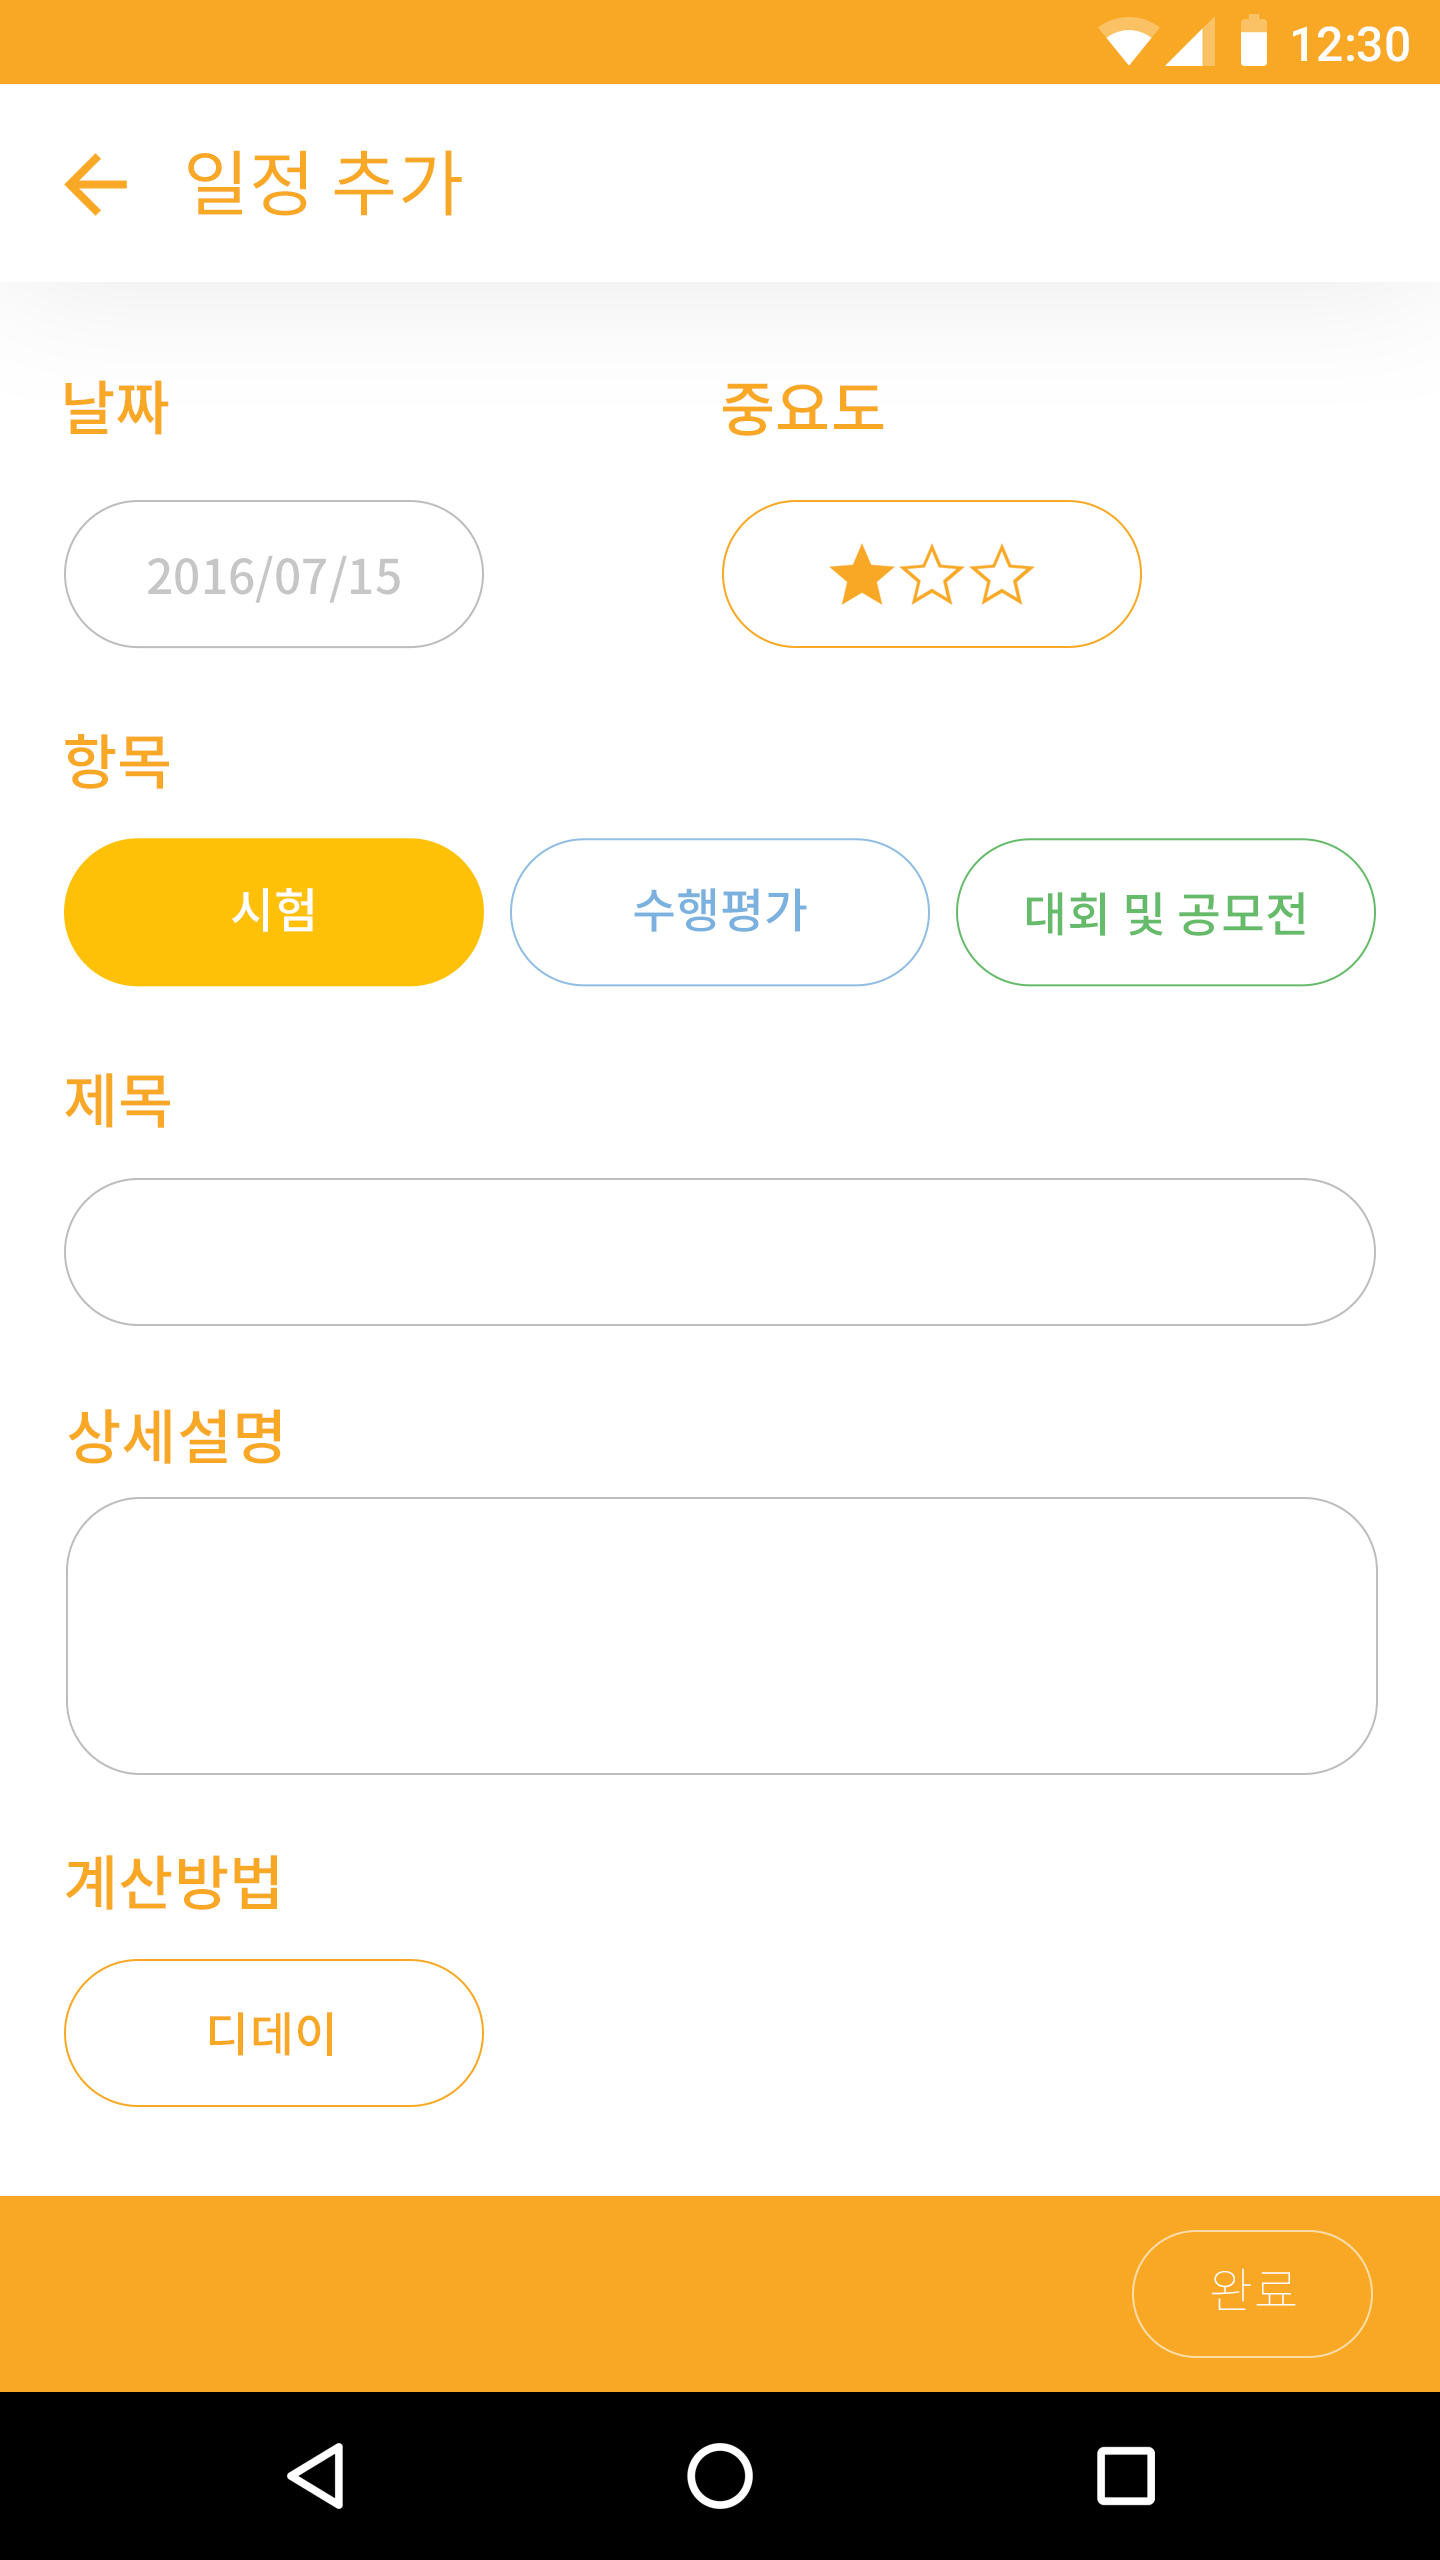 12:30
일정 추가
날짜 중요도
2016/07/15
항목
시험 수행평가 대회 및 공모전
제목
상세설명
계산방법
디데이
완료